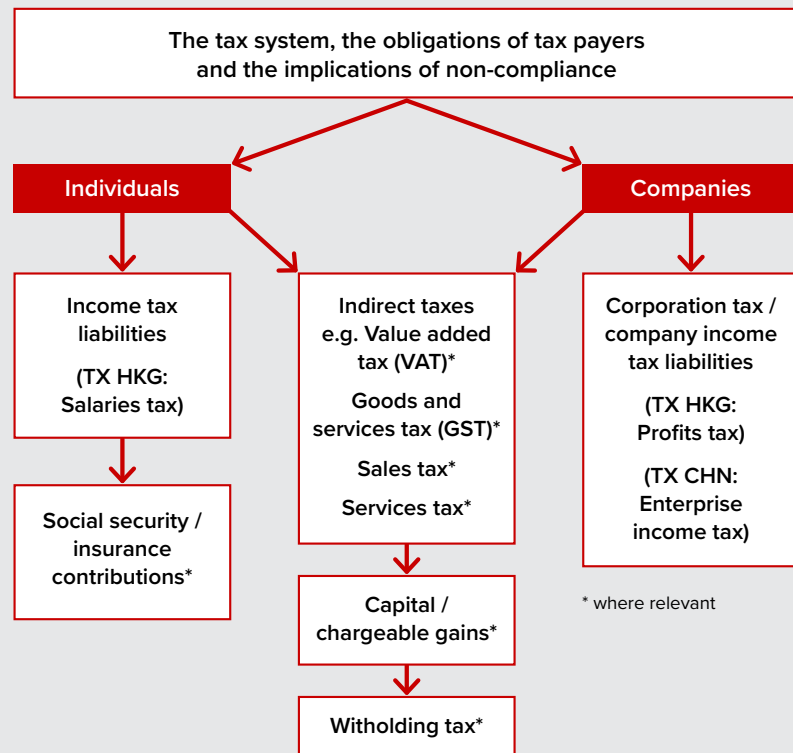 The tax system, the obligations of tax payers
and the implications of non-compliance
Individuals
Companies
Income tax
liabilities
(TX HKG:
Salaries tax)
Social security /
insurance
contributions*
Indirect taxes
e.g. Value added
tax (VAT)*
Goods and
services tax (GST)*
Sales tax*
Services tax*
Capital /
chargeable gains*
Witholding tax*
Corporation tax /
company income
tax liabilities
(TX HKG:
Profits tax)
(TX CHN:
Enterprise
income tax)
* where relevant